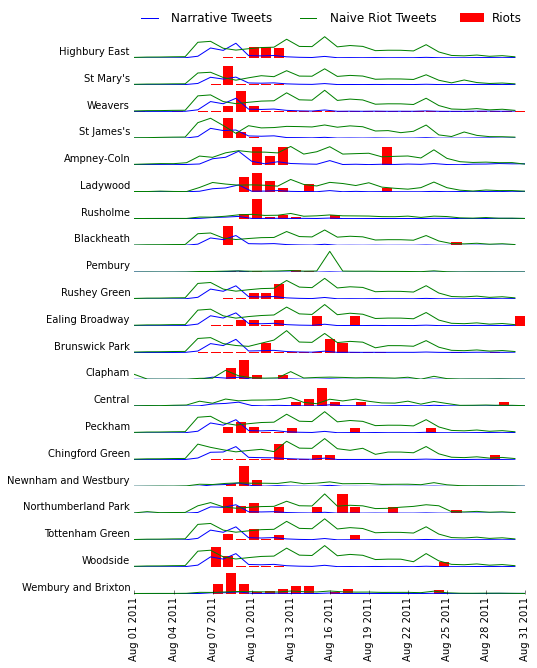 Narrative Tweets Naive Riot Tweets Riots
Highbury East
St Mary's
Weavers
St James's
Ampney-Coln
Ladywood
Rusholme
Blackheath
Pembury
Rushey Green
Ealing Broadway
Brunswick Park
Clapham
Central
Peckham
Chingford Green
Newnham and Westbury
Northumberland Park
Tottenham Green
Woodside
Wembury and Brixton
Aug 01 2011
Aug 04 2011
Aug 07 2011
Aug 10 2011
Aug 13 2011
Aug 16 2011
Aug 19 2011
Aug 22 2011
Aug 25 2011
Aug 28 2011
Aug 31 2011